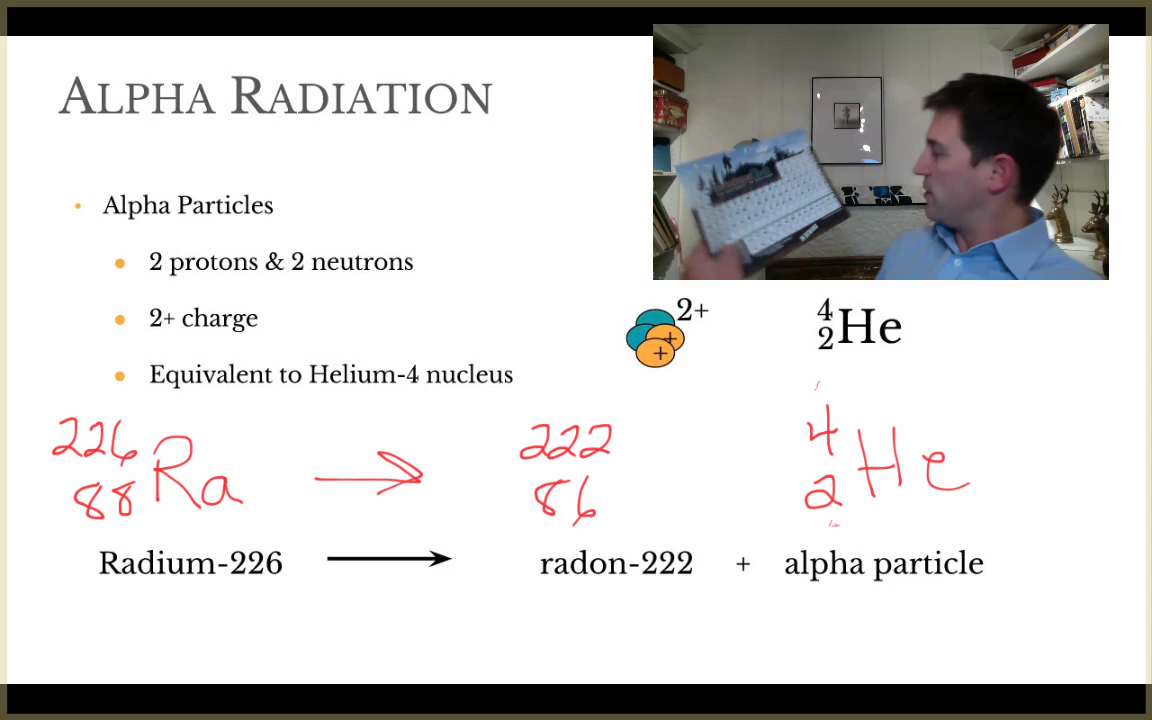 ALPHA RADIATION
• Alpha Particles
• 2 protons & 2 neutrons
• 2+ charge
• Equivalent to Helium-4 nucleus
2+
+
+
4
2He
226
88Ra → 222
86 4
2He
Radium-226 → radon-222 + alpha particle